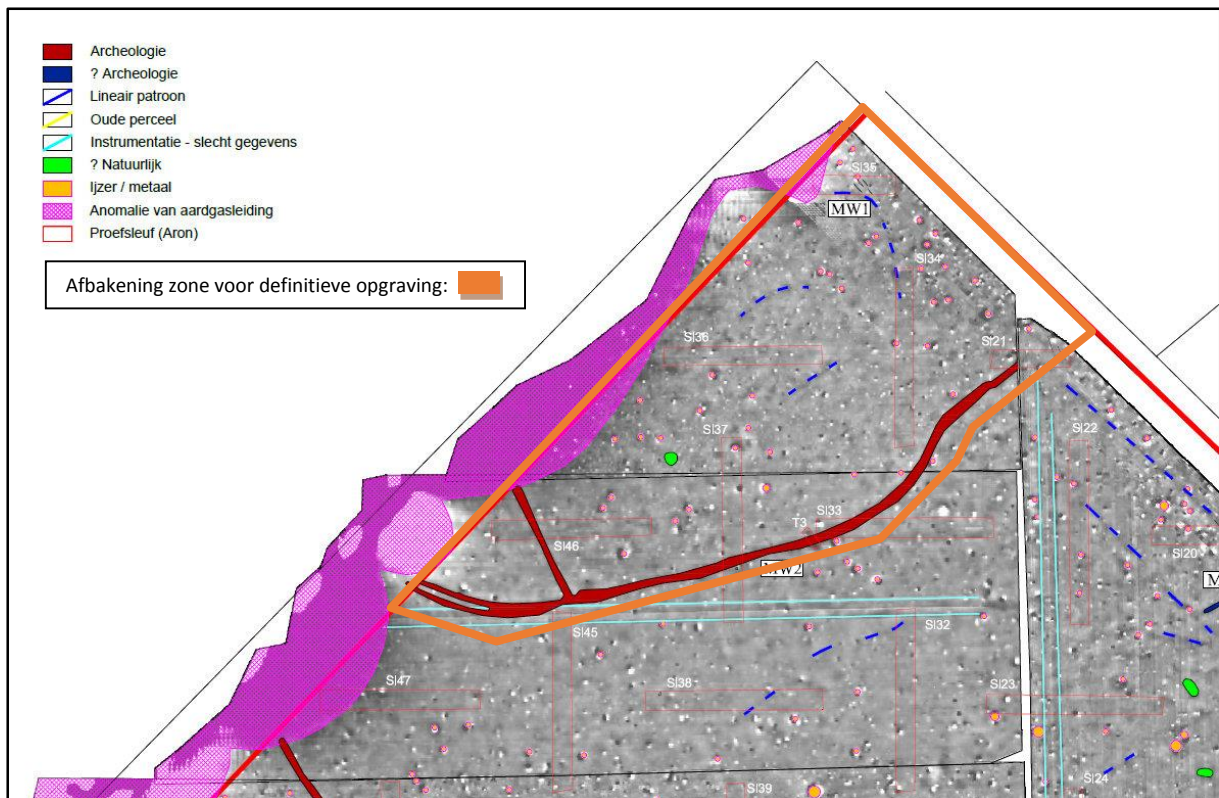 Archeologie
? Archeologie
Lineair patroon
Oude perceel
Instrumentatie - slecht gegevens
? Natuurlijk
Ijzer / metaal
Anomalie van aardgasleiding
Proefsleuf (Aron)
Afbakening zone voor definitieve opgraving:
Sl35
MW1
Sl34
Sl36
Sl21
Sl37
Sl22
Sl33
T3
Sl46
Sl20
MW2
M
Sl45
Sl32
Sl47
Sl38
Sl23
Sl24
Sl39